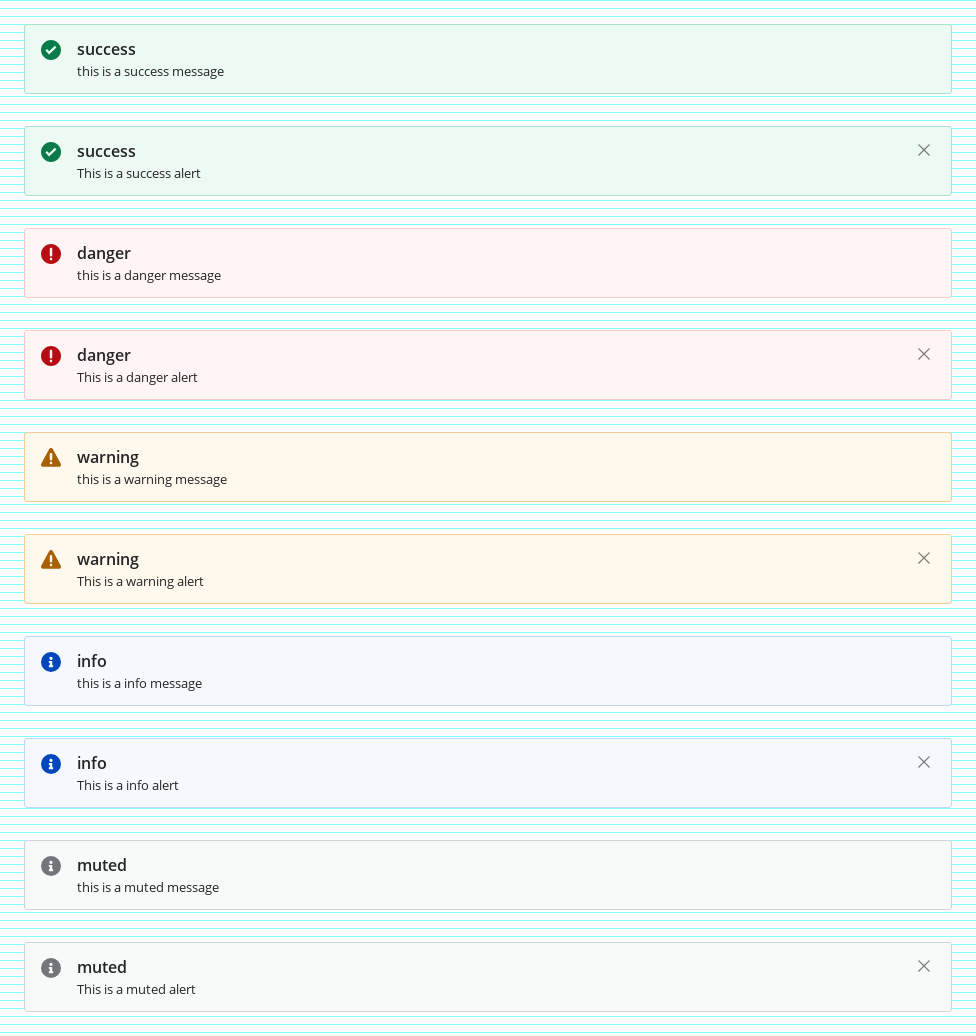 success
this is a success message
success
This is a success alert
danger
this is a danger message
danger
This is a danger alert
warning
this is a warning message
warning
This is a warning alert
info
this is a info message
info
This is a info alert
muted
this is a muted message
muted
This is a muted alert